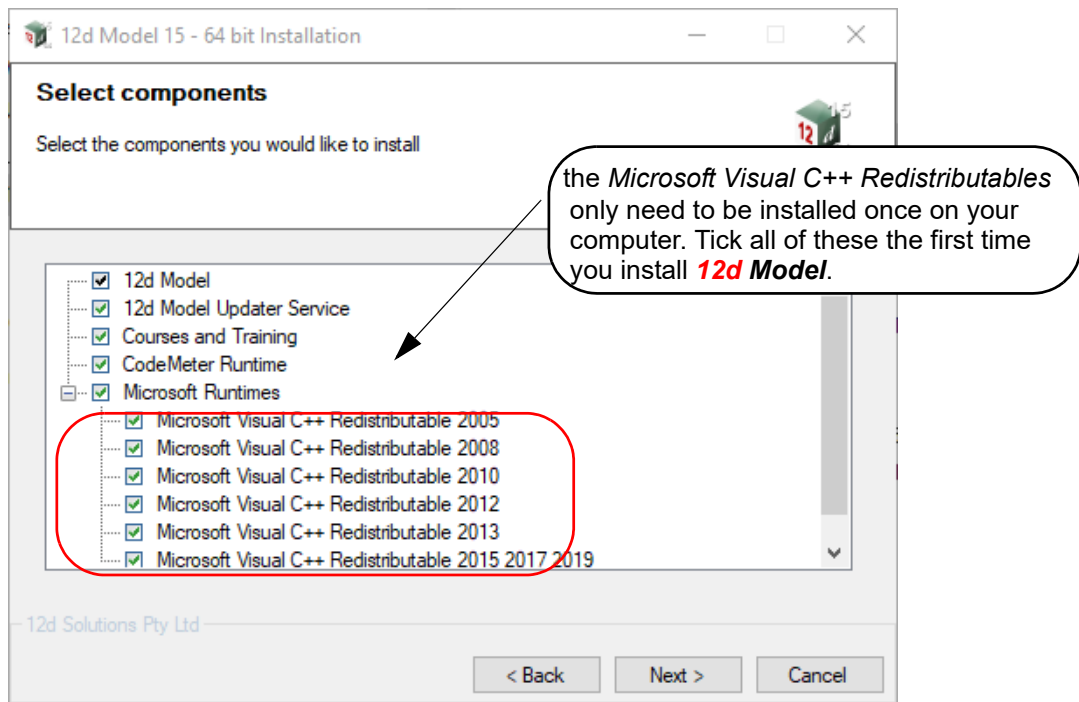 12d Model 15 - 64 bit Installation
Select components
Select the components you would like to install
15
12 d
the Microsoft Visual C++ Redistributables
only need to be installed once on your
computer. Tick all of these the first time
you install 12d Model.
12d Model
12d Model Updater Service
Courses and Training
CodeMeter Runtime
Microsoft Runtimes
Microsoft Visual C++ Redistributable 2005
Microsoft Visual C++ Redistributable 2008
Microsoft Visual C++ Redistributable 2010
Microsoft Visual C++ Redistributable 2012
Microsoft Visual C++ Redistributable 2013
Microsoft Visual C++ Redistributable 2015 2017 2019
12d Solutions Pty Ltd
< Back
Next >
Cancel